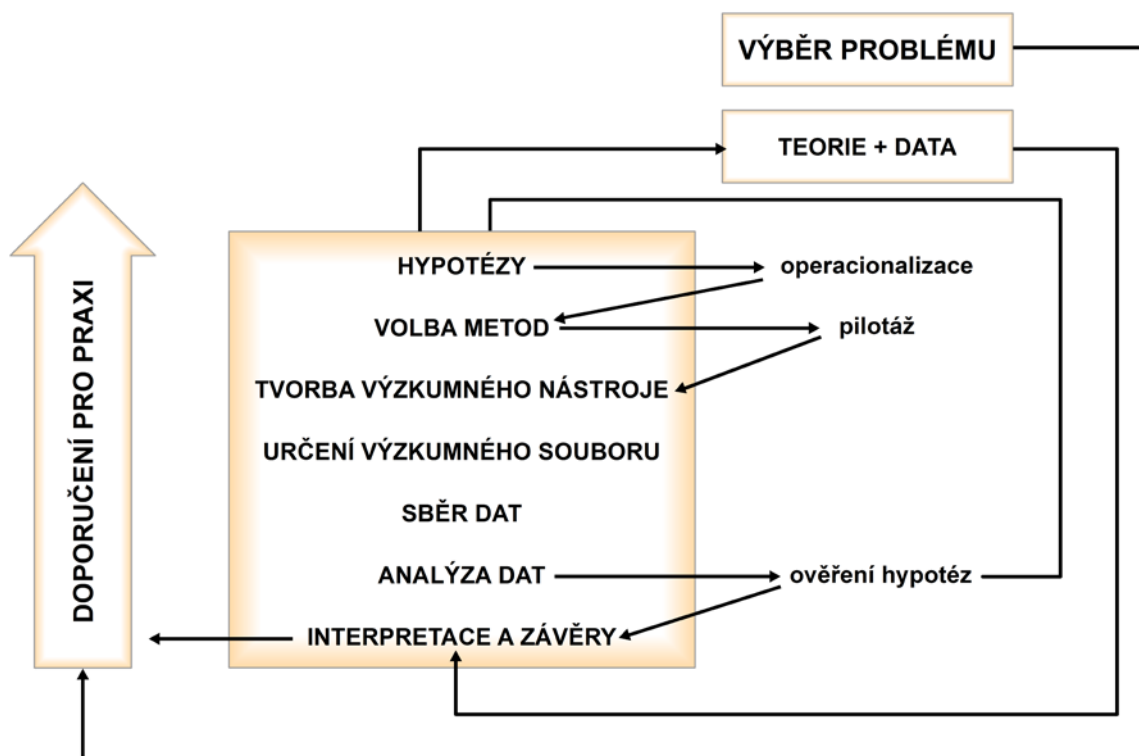 VÝBĚR PROBLÉMU
TEORIE + DATA
HYPOTÉZY
operacionalizace
VOLBA METOD
pilotáž
TVORBA VÝZKUMNÉHO NÁSTROJE
URČENÍ VÝZKUMNÉHO SOUBORU
SBĚR DAT
ANALÝZA DAT
ověření hypotéz
INTERPRETACE A ZÁVĚRY
DOPORUČENÍ PRO PRAXI